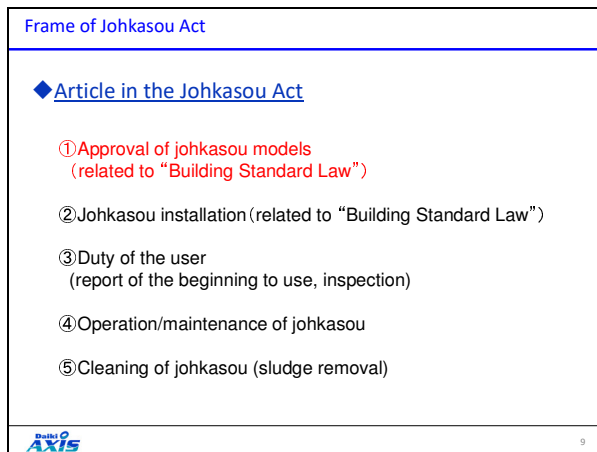 Frame of Johkasou Act
◆Article in the Johkasou Act
①Approval of johkasou models
（related to “Building Standard Law”）
②Johkasou installation（related to “Building Standard Law”）
③Duty of the user
(report of the beginning to use, inspection)
④Operation/maintenance of johkasou
⑤Cleaning of johkasou (sludge removal)
Daiki
AXIS
9